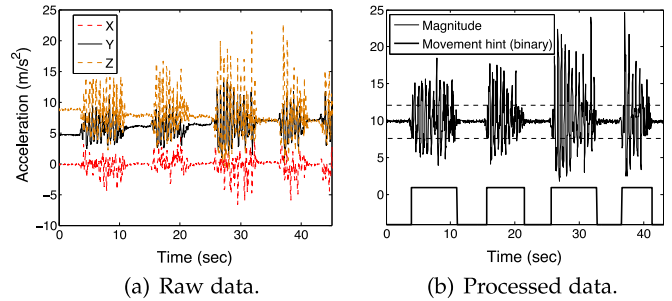 Acceleration (m/s²)
25
20
15
10
5
0
−5
−10
X
Y
Z
0
10
20
30
40
Time (sec)
(a) Raw data.
25
20
15
10
5
0
Magnitude
Movement hint (binary)
0
10
20
30
40
Time (sec)
(b) Processed data.